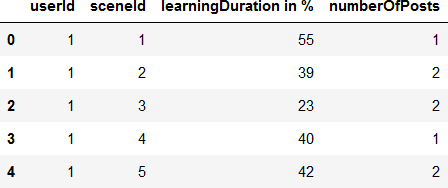 userId sceneId learningDuration in % numberOfPosts
0 1 1 55 1
1 1 2 39 2
2 1 3 23 2
3 1 4 40 1
4 1 5 42 2